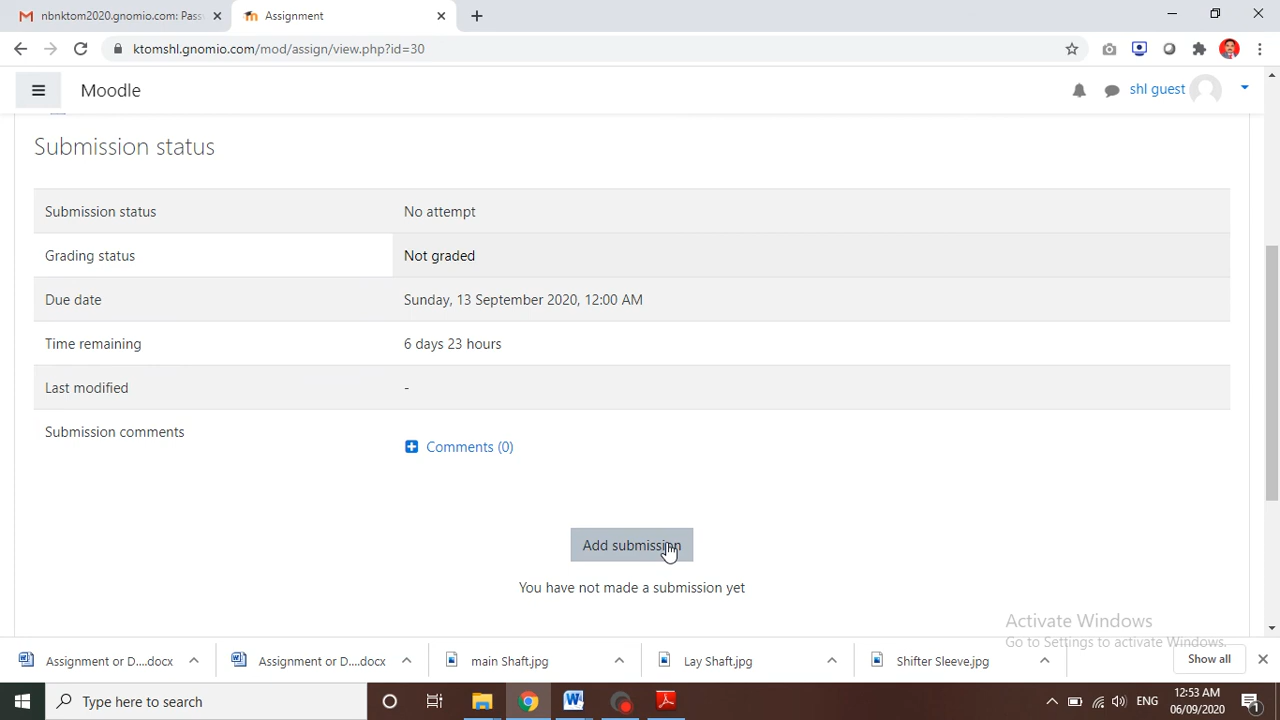 nbnktom2020.gnomio.com: Pass
Assignment
ktomshl.gnomio.com/mod/assign/view.php?id=30
Moodle
shl guest
Submission status
Submission status No attempt
Grading status Not graded
Due date Sunday, 13 September 2020, 12:00 AM
Time remaining 6 days 23 hours
Last modified -
Submission comments
Comments (0)
Add submission
You have not made a submission yet
Activate Windows
Go to Settings to activate Windows.
Assignment or D....docx Assignment or D....docx main Shaft.jpg Lay Shaft.jpg Shifter Sleeve.jpg Show all
Type here to search
ENG
12:53 AM
06/09/2020
1